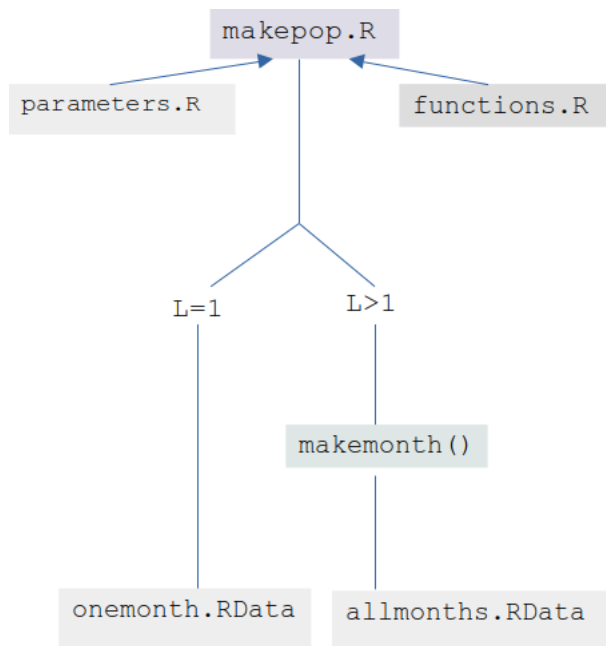 makepop.R
parameters.R
functions.R
L=1
L>1
makemonth()
onemonth.RData
allmonths.RData